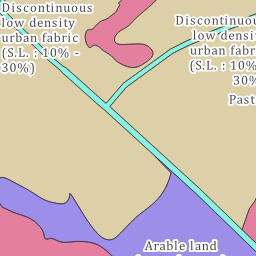 Discontinuous
low density
urban fabric
(S.L. : 10% -
30%)
Discontinuous
low density
urban fabric
(S.L. : 10%
30%
Past
Arable land